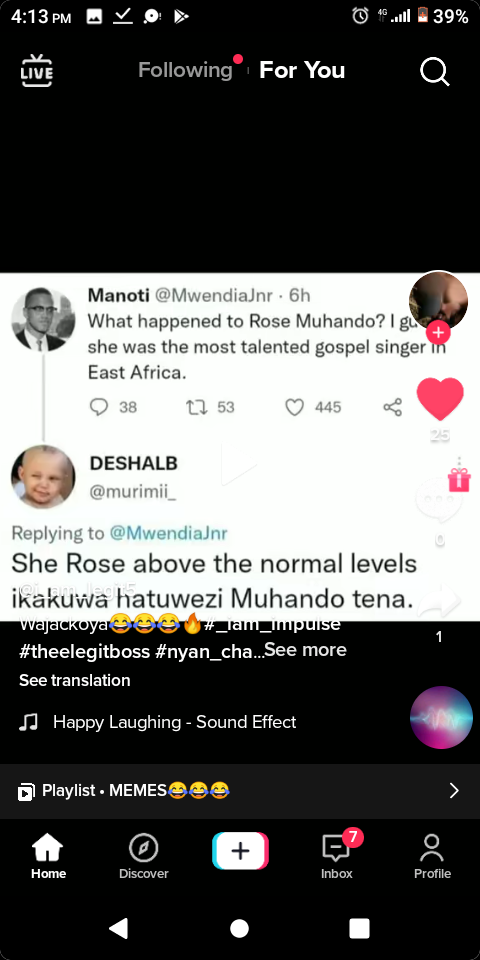 4:13 PM
4G
39%
LIVE
Following
For You
Manoti @MwendiaJnr · 6h
What happened to Rose Muhando? I
she was the most talented gospel singer in
East Africa.
38 53 445
25
DESHALB
@murimii_
Replying to @MwendiaJnr
She Rose above the normal levels
ikakuwa hatuwezi Muhando tena.
0
Wajackoya😂😂😂🔥#_iam_impulse
#theelegitboss #nyan_cha...See more
1
See translation
Happy Laughing - Sound Effect
Playlist • MEMES😂😂😂
7
Home Discover Inbox Profile